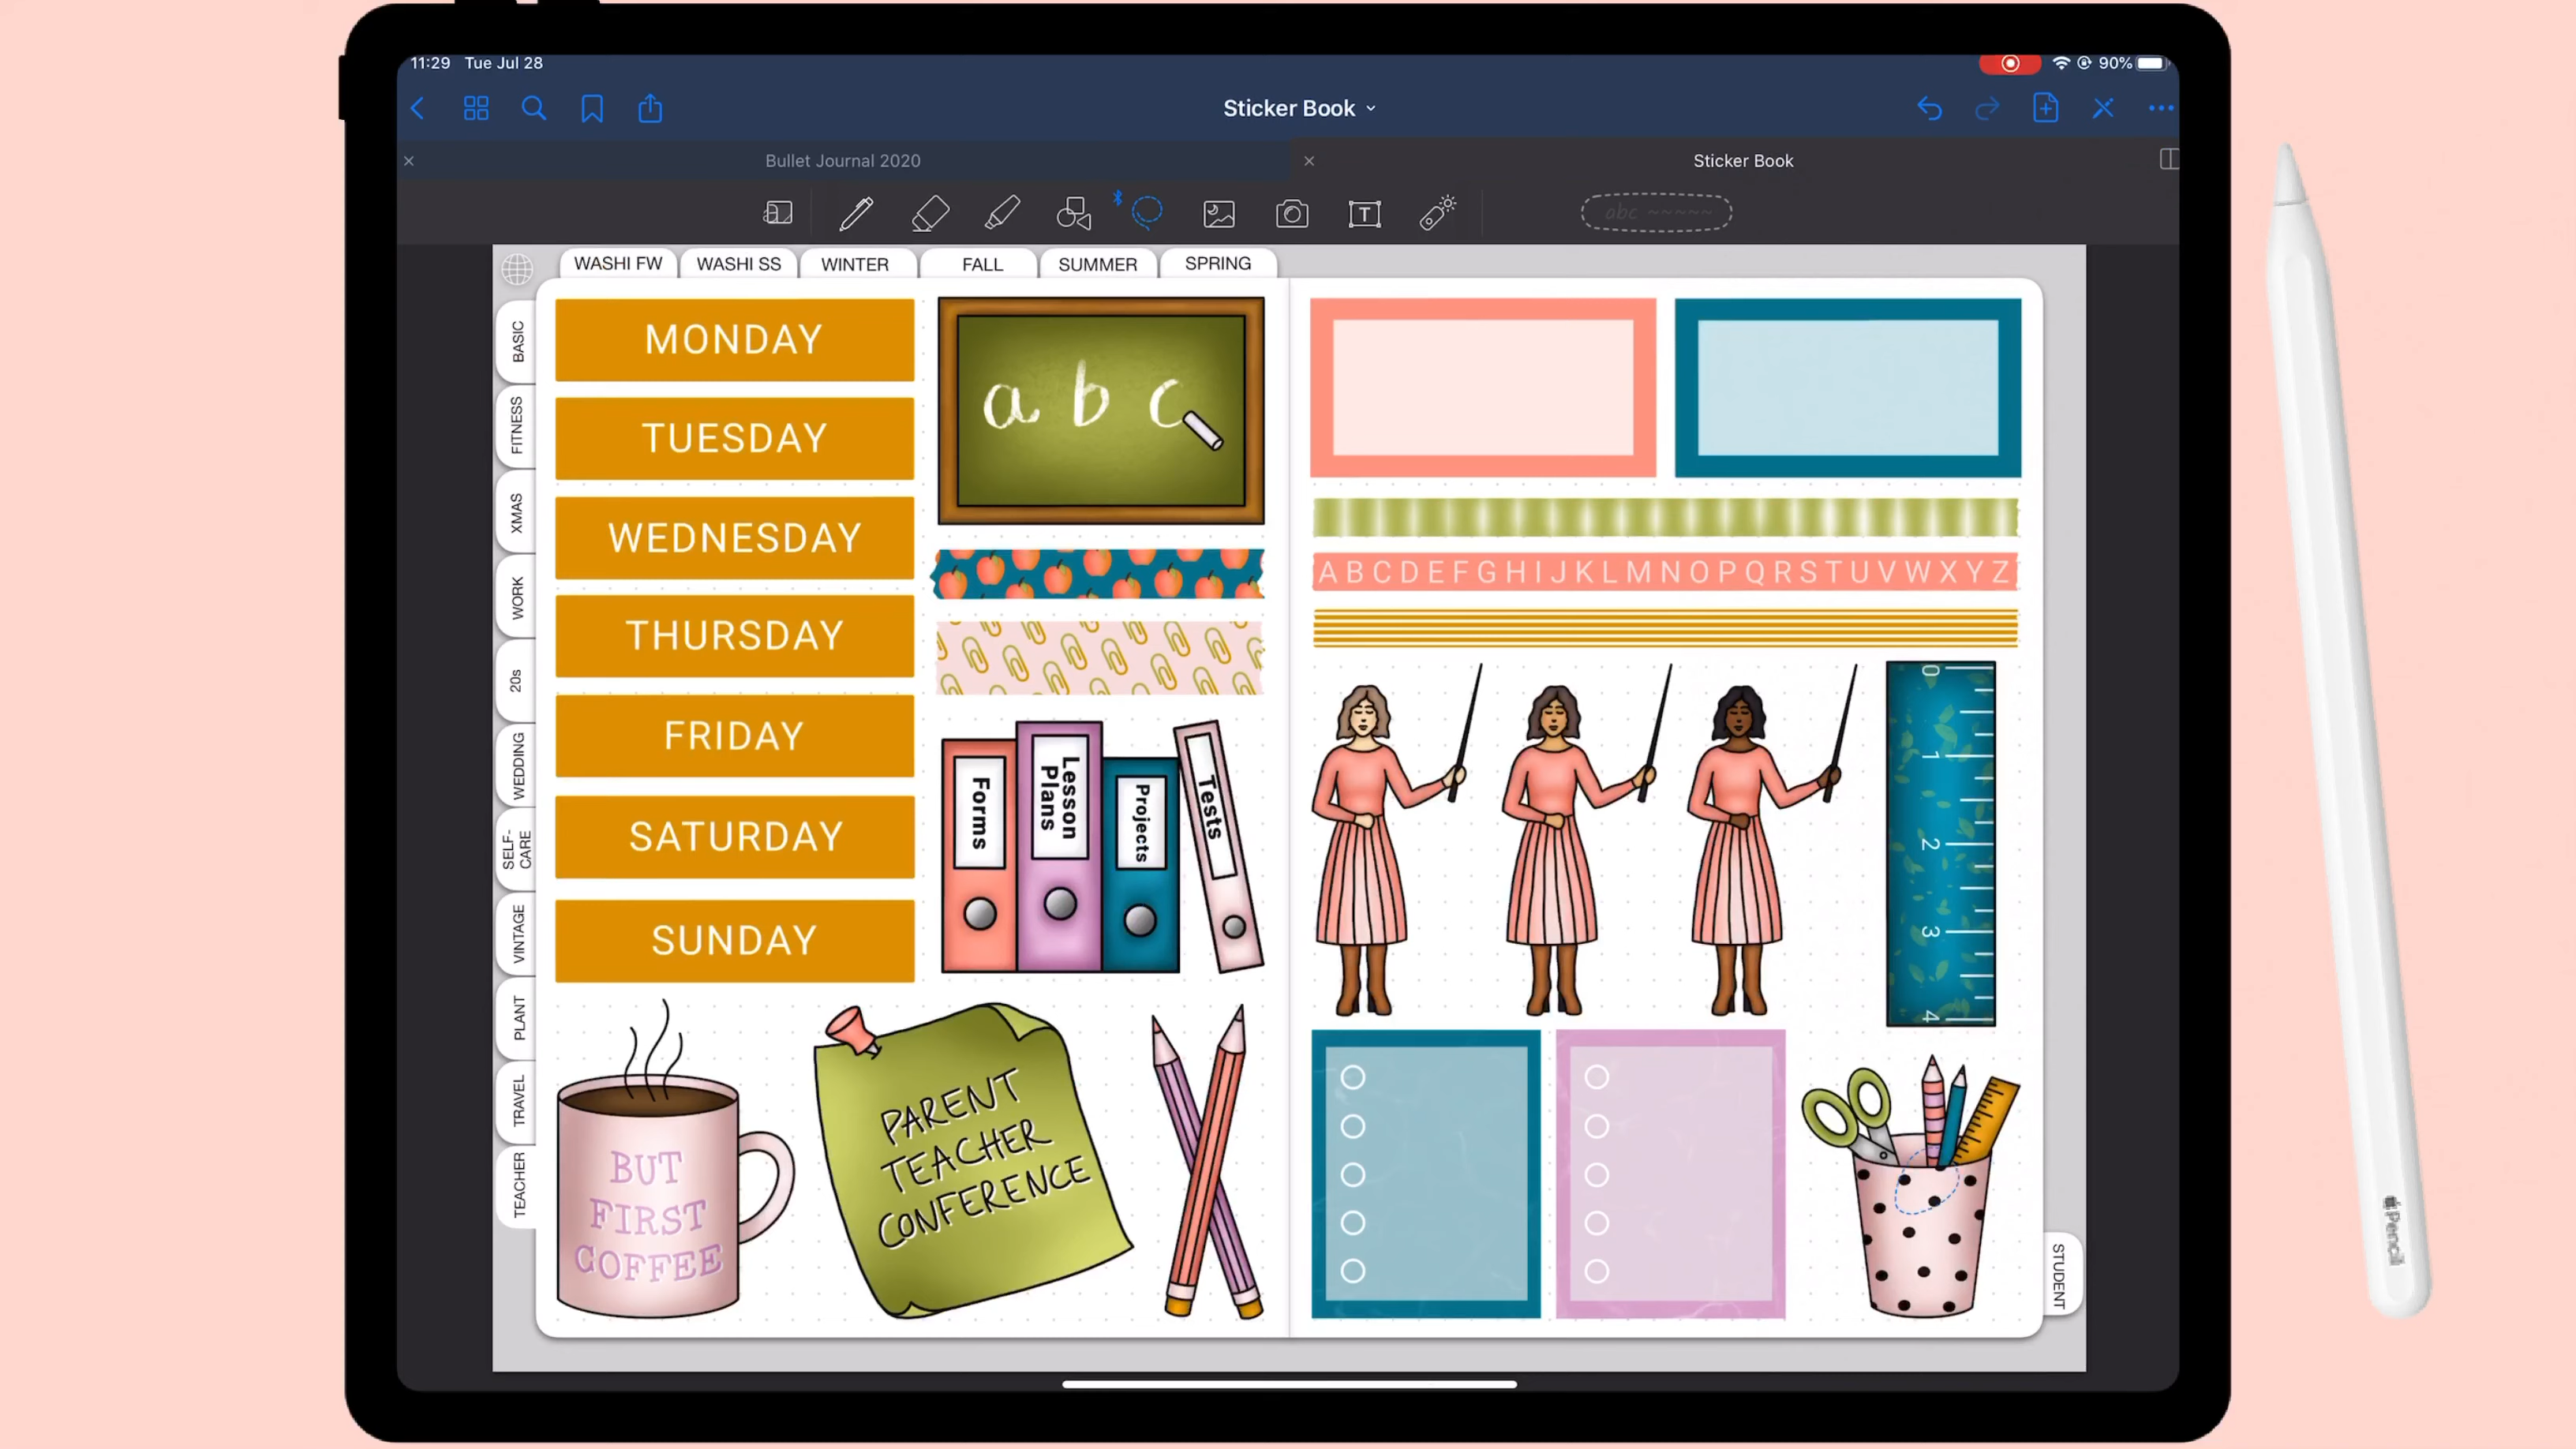 11:29 Tue Jul 28
90%
Sticker Book
Bullet Journal 2020
Sticker Book
abc
T
WASHI FW
WASHI SS
WINTER
FALL
SUMMER
SPRING
BASIC
FITNESS
XMAS
WORK
20s
WEDDING
SELF-
CARE
VINTAGE
PLANT
TRAVEL
TEACHER
MONDAY
TUESDAY
WEDNESDAY
THURSDAY
FRIDAY
SATURDAY
SUNDAY
a b c
Forms
Lesson
Plans
Projects
Tests
BUT
FIRST
COFFEE
PARENT
TEACHER
CONFERENCE
ABCDEFGHIJKLMNOPQRSTUVWXYZ
0
1
2
3
4
STUDENT
Pencil